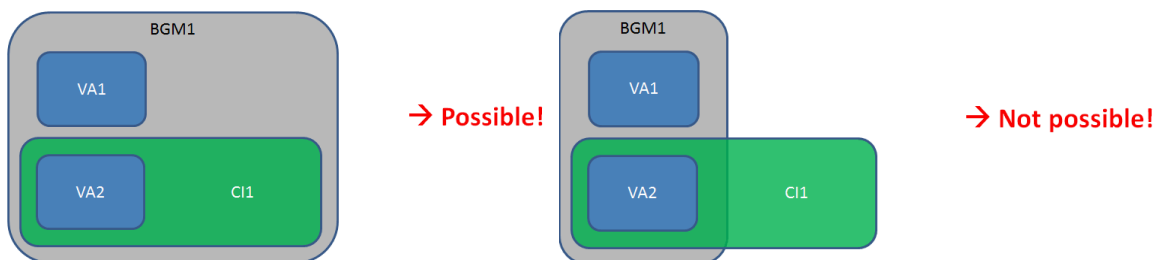 BGM1
VA1
→ Possible!
VA2
CI1
BGM1
VA1
→ Not possible!
VA2
CI1